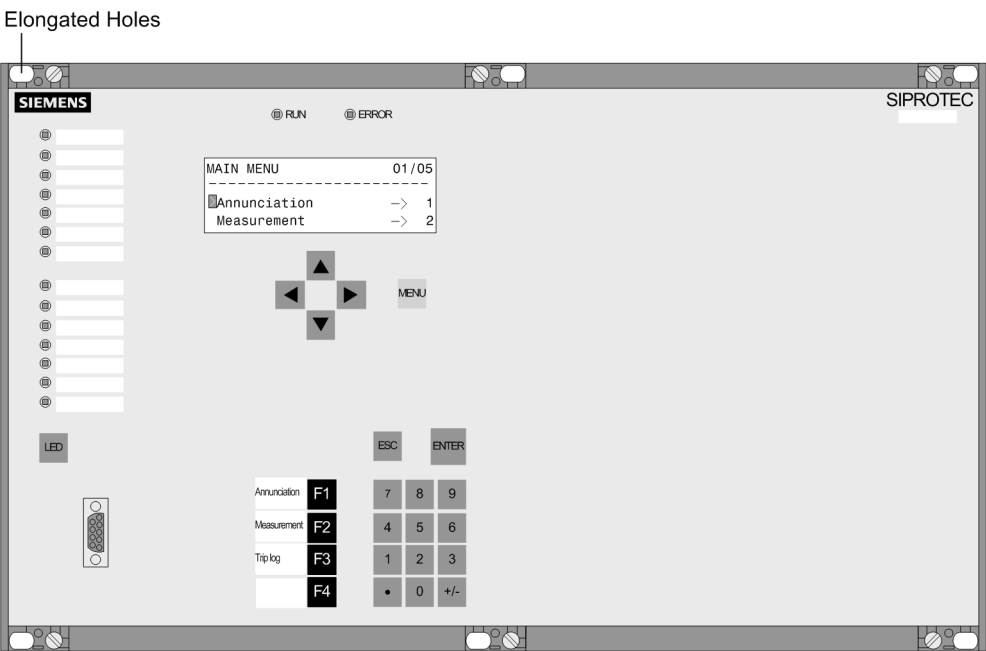 Elongated Holes
SIEMENS
SIPROTEC
RUN ERROR
MAIN MENU 01/05
--------------------------
Annunciation —> 1
Measurement —> 2
MENU
LED
ESC ENTER
Annunciation F1 7 8 9
Measurement F2 4 5 6
Trip log F3 1 2 3
F4 • 0 +/-